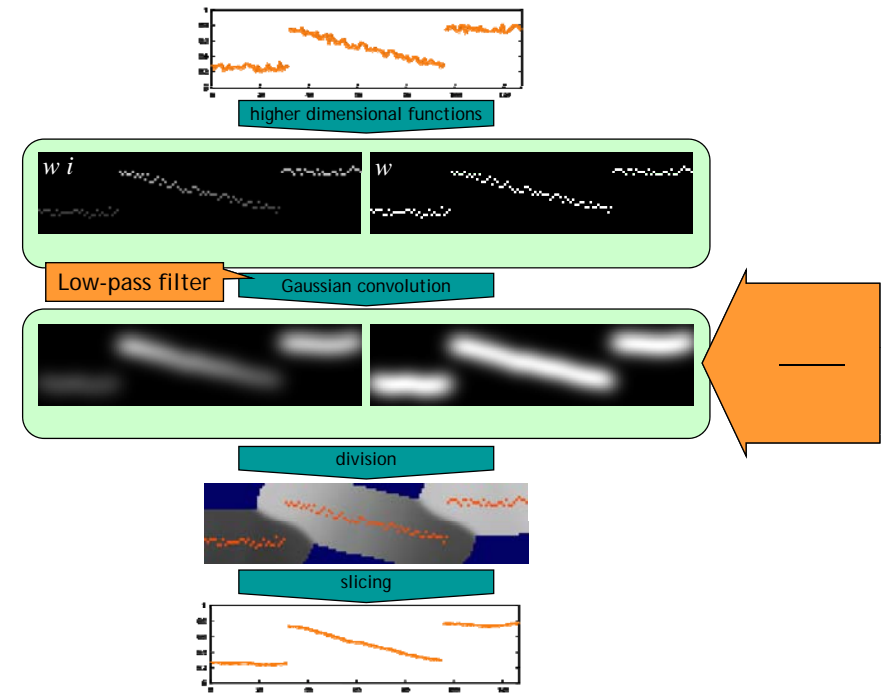 higher dimensional functions
w i
w
Low-pass filter
Gaussian convolution
division
slicing